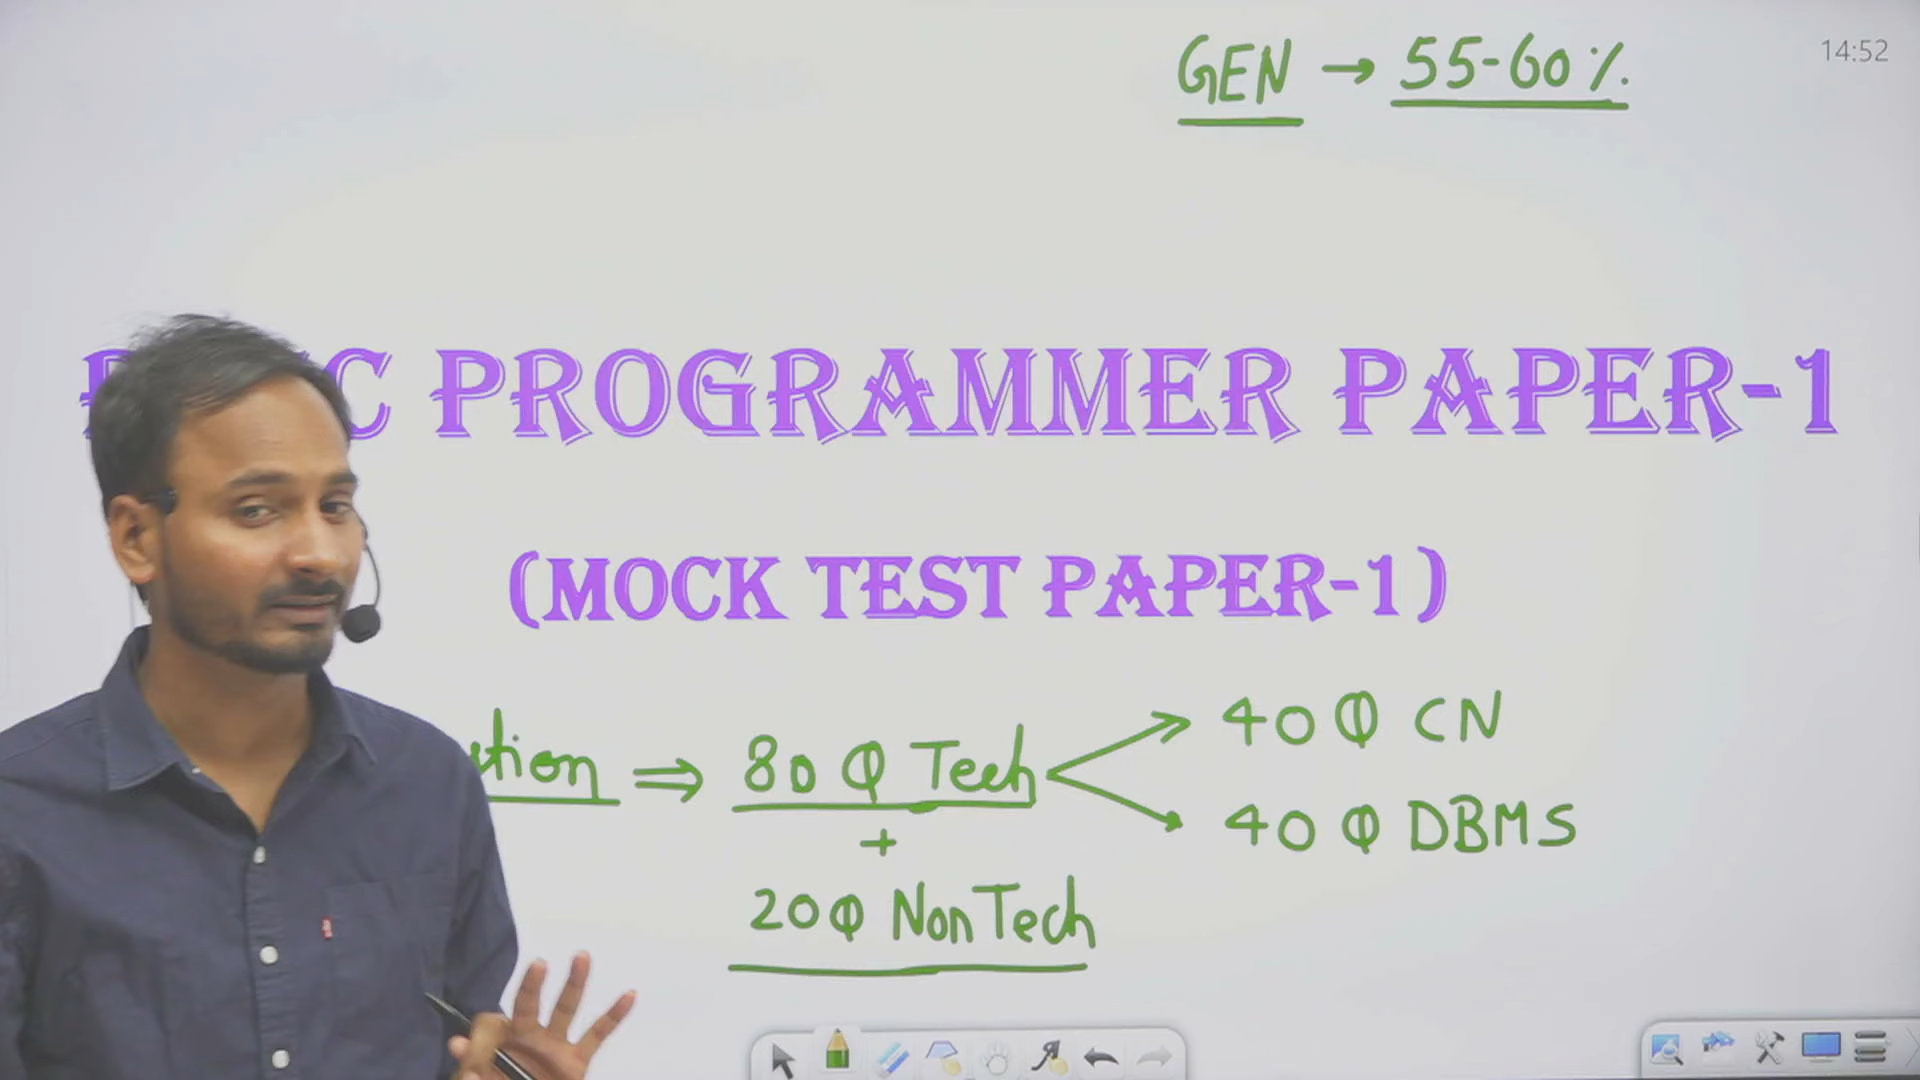 GEN → 55-60%
14:52
C PROGRAMMER PAPER-1
(MOCK TEST PAPER-1)
stion ⇒ 80 Q Tech
40 Q CN
40 Q DBMS
+
20 Q Non Tech